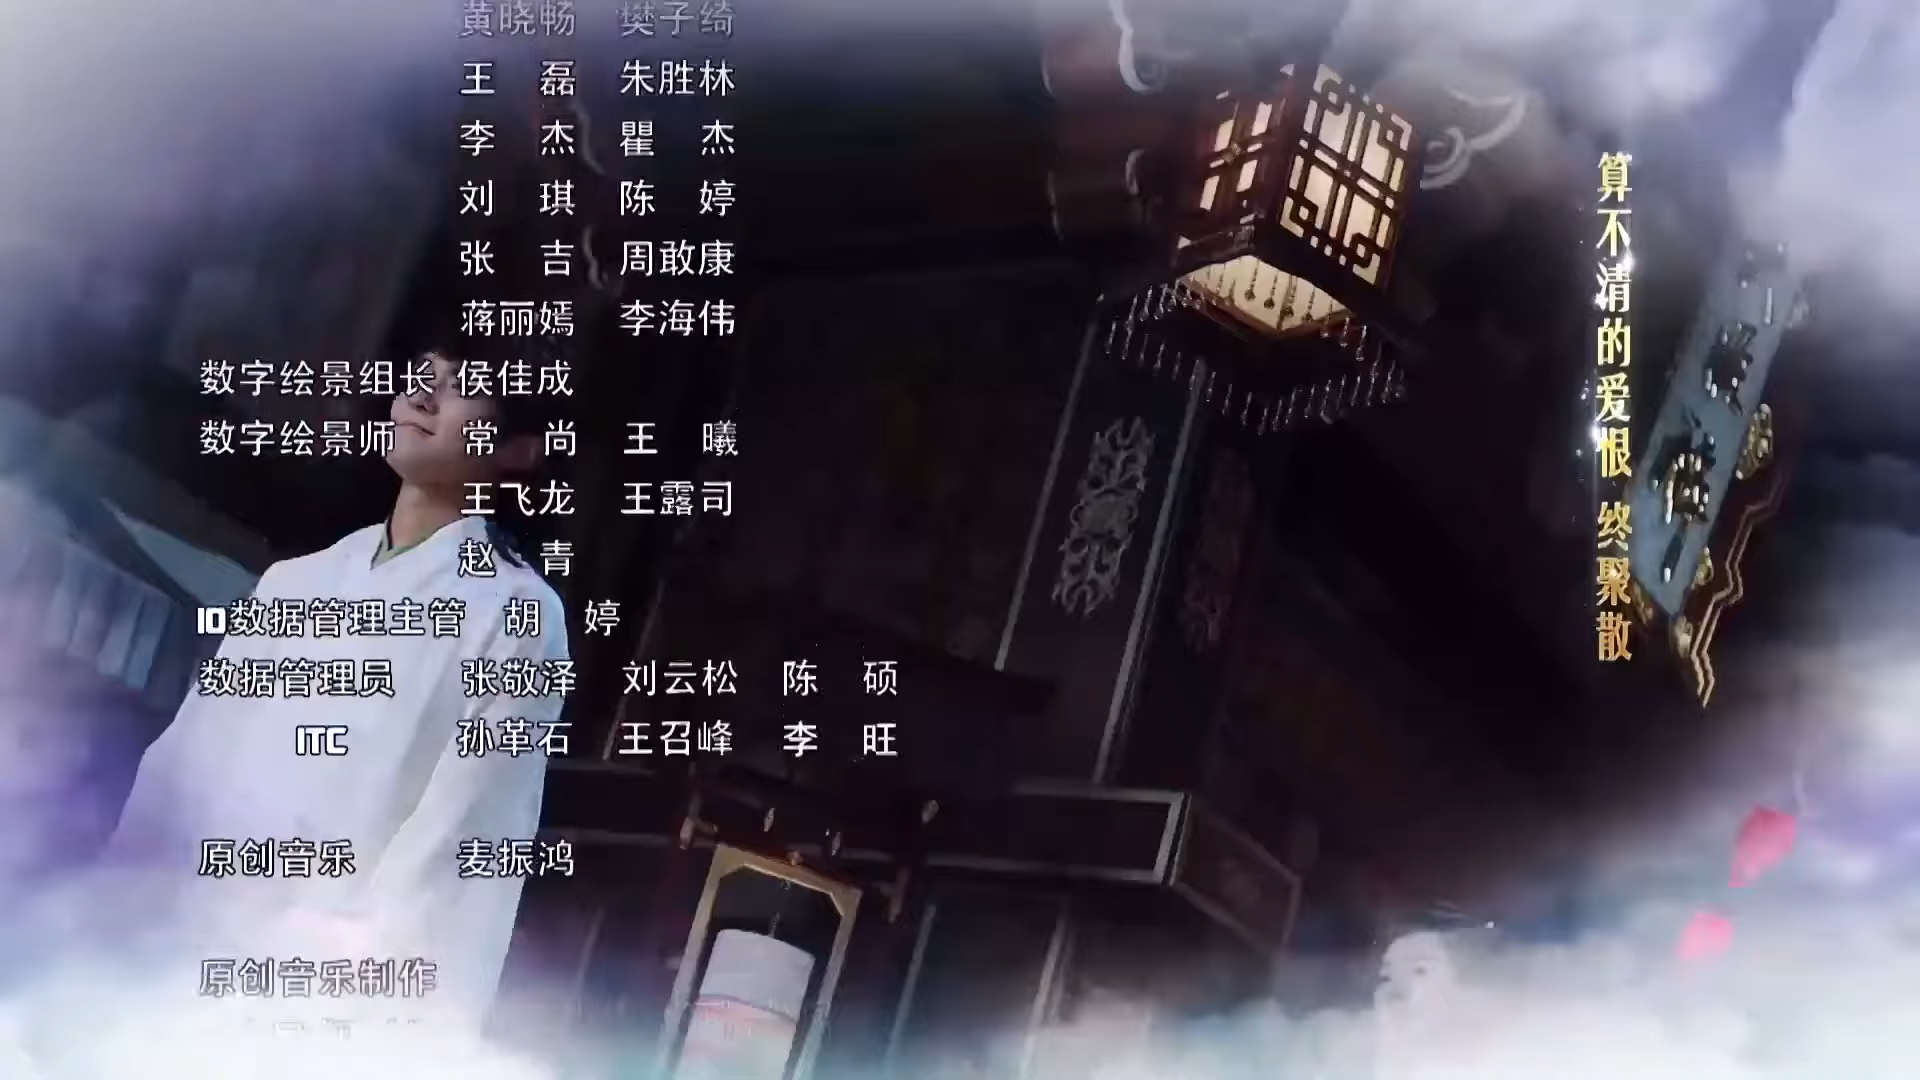 黄晓畅 樊子绮
王 磊 朱胜林
李 杰 瞿 杰
刘 琪 陈 婷
张 吉 周敢康
蒋丽嫣 李海伟
数字绘景组长 侯佳成
数字绘景师 常 尚 王 曦
王飞龙 王露司
赵 青
IO数据管理主管 胡 婷
数据管理员 张敬泽 刘云松 陈 硕
ITC 孙革石 王召峰 李 旺
原创音乐 麦振鸿
原创音乐制作
算不清的爱恨 终聚散